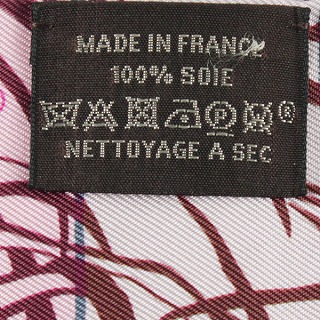 MADE IN FRANCE
100% SOIE
P ®
NETTOYAGE A SEC